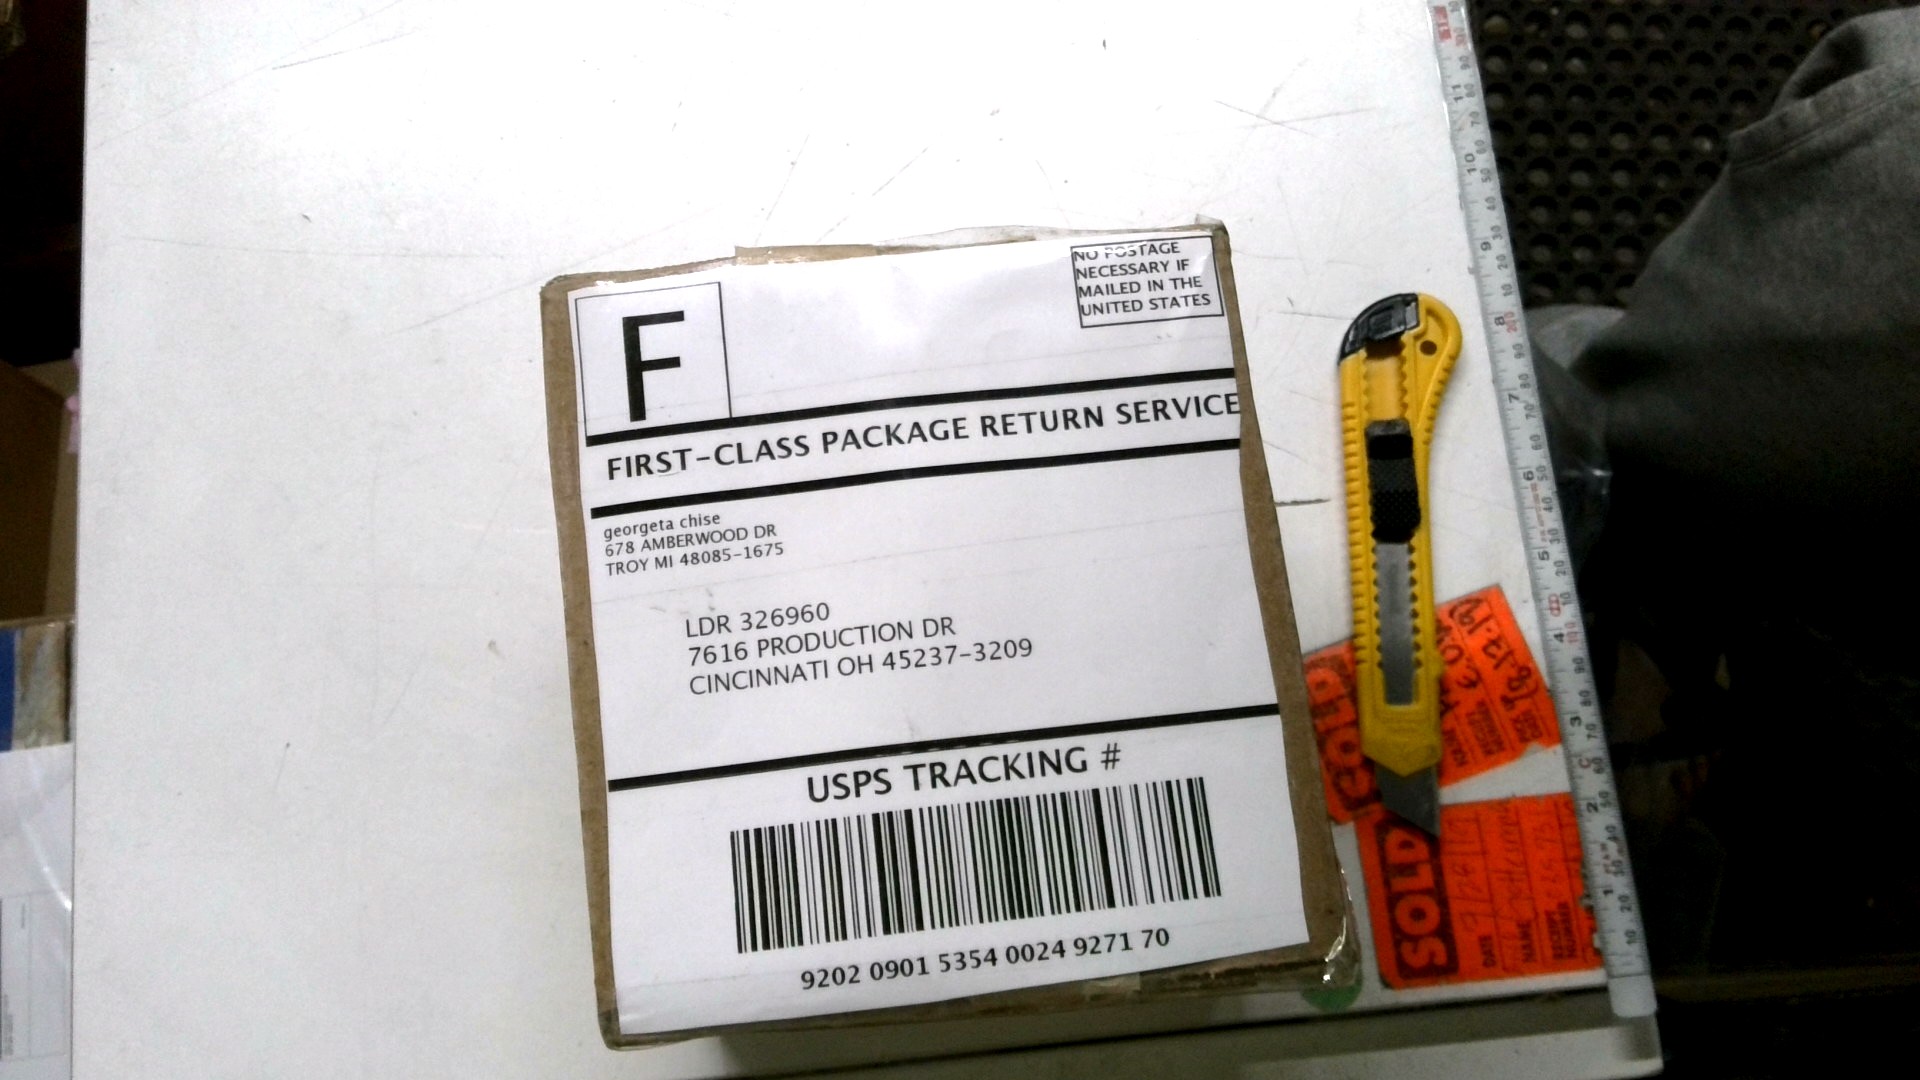 NO POSTAGE
NECESSARY IF
MAILED IN THE
UNITED STATES
F
FIRST-CLASS PACKAGE RETURN SERVICE
georgeta chise
678 AMBERWOOD DR
TROY MI 48085-1675
LDR 326960
7616 PRODUCTION DR
CINCINNATI OH 45237-3209
USPS TRACKING #
9202 0901 5354 0024 9271 70
SOLD
SOLD
DATE
NAME